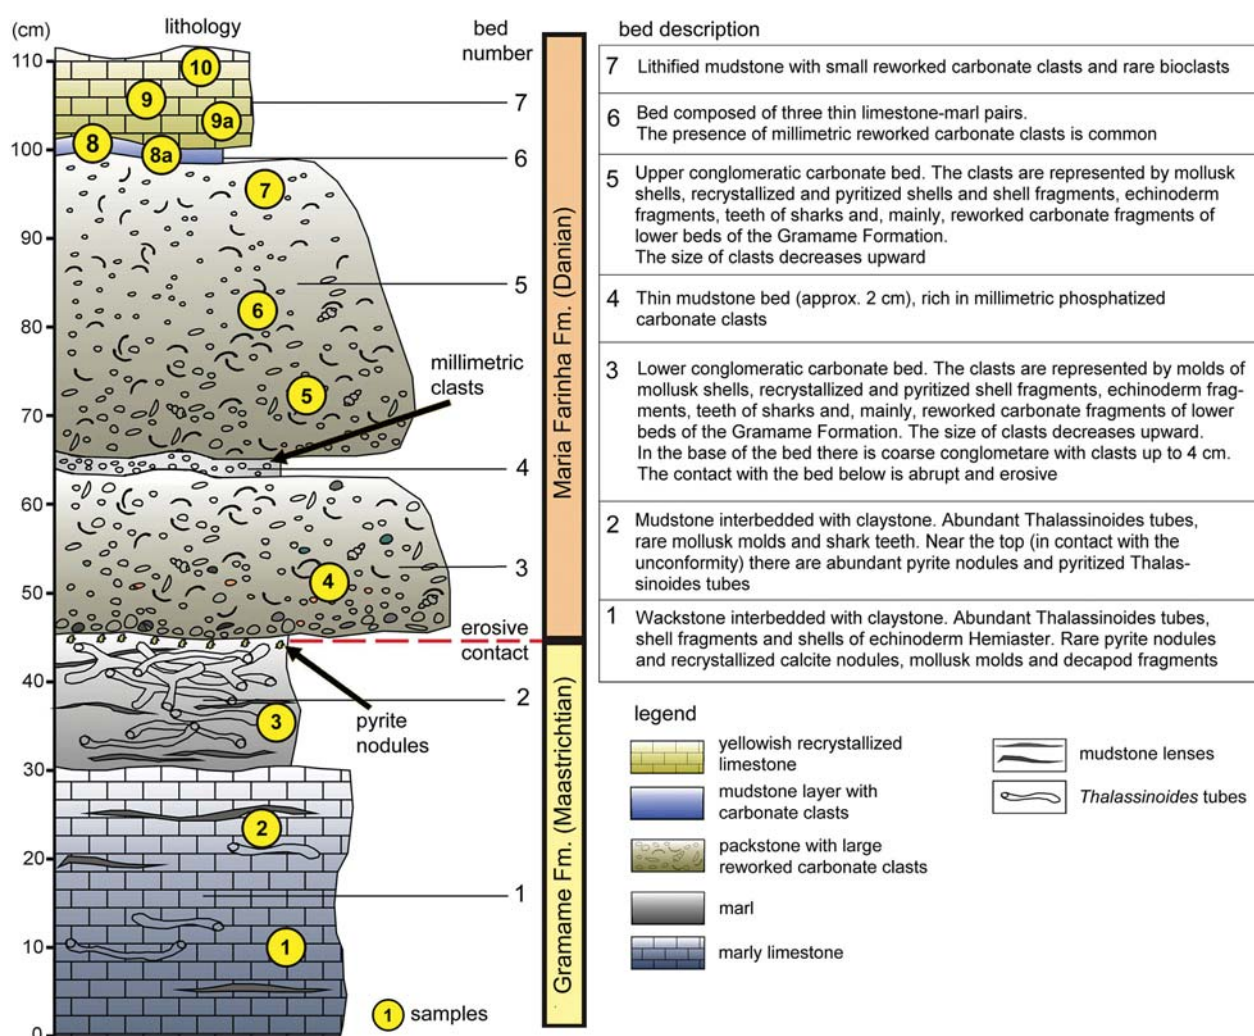 (cm)
lithology
bed
number
bed description
110
100
90
80
70
60
50
40
30
20
10
0
10
9
9a
8
8a
7
6
5
4
3
2
1
7
6
5
4
3
2
1
millimetric
clasts
erosive
contact
pyrite
nodules
1 samples
Maria Farinha Fm. (Danian)
Gramame Fm. (Maastrichtian)
7 Lithified mudstone with small reworked carbonate clasts and rare bioclasts
6 Bed composed of three thin limestone-marl pairs.
The presence of millimetric reworked carbonate clasts is common
5 Upper conglomeratic carbonate bed. The clasts are represented by mollusk
shells, recrystallized and pyritized shells and shell fragments, echinoderm
fragments, teeth of sharks and, mainly, reworked carbonate fragments of
lower beds of the Gramame Formation.
The size of clasts decreases upward
4 Thin mudstone bed (approx. 2 cm), rich in millimetric phosphatized
carbonate clasts
3 Lower conglomeratic carbonate bed. The clasts are represented by molds of
mollusk shells, recrystallized and pyritized shell fragments, echinoderm frag-
ments, teeth of sharks and, mainly, reworked carbonate fragments of lower
beds of the Gramame Formation. The size of clasts decreases upward.
In the base of the bed there is coarse conglometare with clasts up to 4 cm.
The contact with the bed below is abrupt and erosive
2 Mudstone interbedded with claystone. Abundant Thalassinoides tubes,
rare mollusk molds and shark teeth. Near the top (in contact with the
unconformity) there are abundant pyrite nodules and pyritized Thalas-
sinoides tubes
1 Wackstone interbedded with claystone. Abundant Thalassinoides tubes,
shell fragments and shells of echinoderm Hemiaster. Rare pyrite nodules
and recrystallized calcite nodules, mollusk molds and decapod fragments
legend
yellowish recrystallized
limestone
mudstone layer with
carbonate clasts
packstone with large
reworked carbonate clasts
marl
marly limestone
mudstone lenses
Thalassinoides tubes